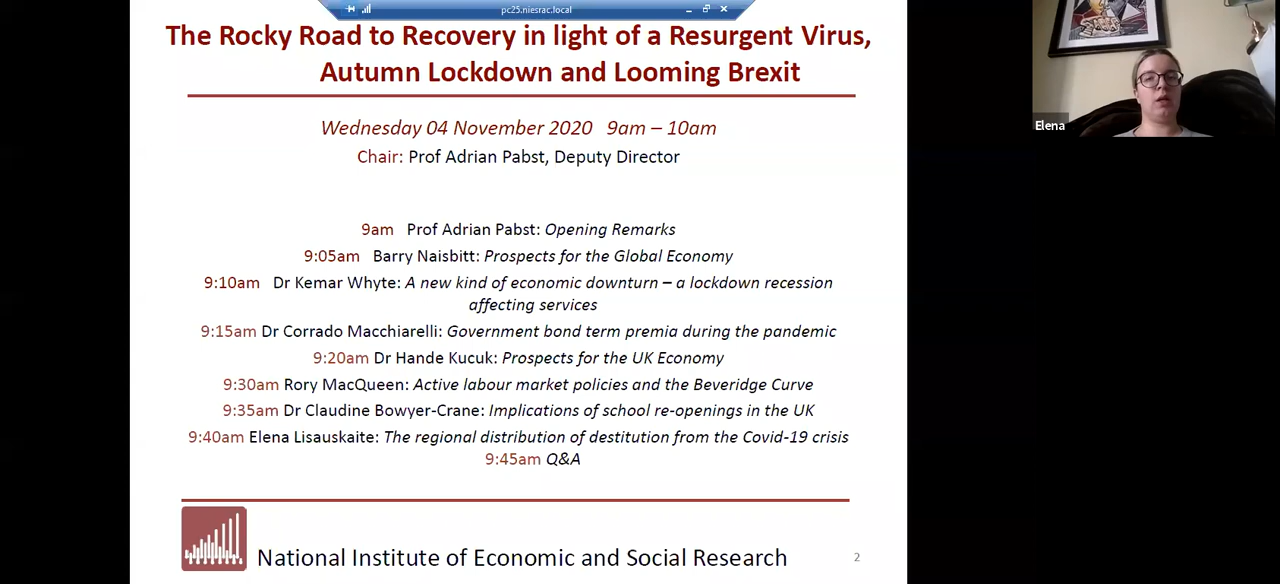 pc25.niesrac.local
The Rocky Road to Recovery in light of a Resurgent Virus,
Autumn Lockdown and Looming Brexit
Wednesday 04 November 2020 9am – 10am
Chair: Prof Adrian Pabst, Deputy Director
9am Prof Adrian Pabst: Opening Remarks
9:05am Barry Naisbitt: Prospects for the Global Economy
9:10am Dr Kemar Whyte: A new kind of economic downturn – a lockdown recession
affecting services
9:15am Dr Corrado Macchiarelli: Government bond term premia during the pandemic
9:20am Dr Hande Kucuk: Prospects for the UK Economy
9:30am Rory MacQueen: Active labour market policies and the Beveridge Curve
9:35am Dr Claudine Bowyer-Crane: Implications of school re-openings in the UK
9:40am Elena Lisauskaite: The regional distribution of destitution from the Covid-19 crisis
9:45am Q&A
National Institute of Economic and Social Research
2
Elena